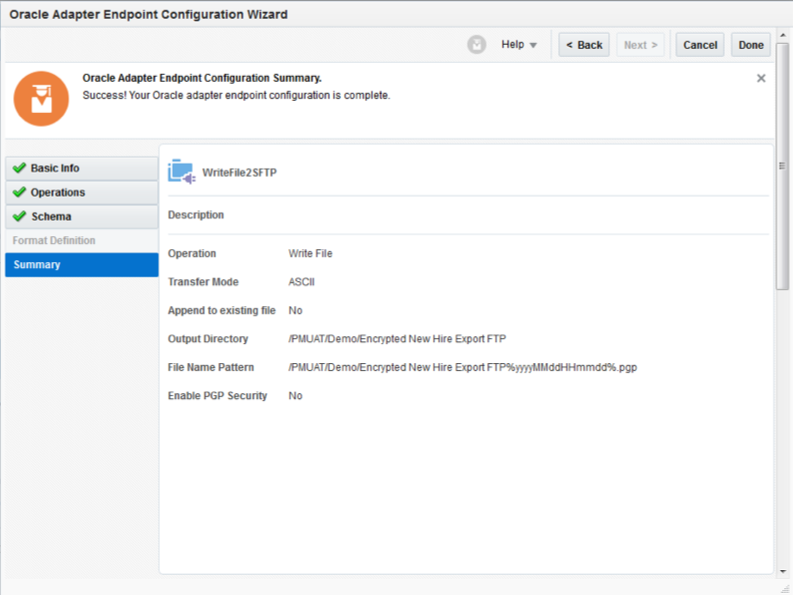 Oracle Adapter Endpoint Configuration Wizard
Help
< Back
Next >
Cancel
Done
Oracle Adapter Endpoint Configuration Summary.
Success! Your Oracle adapter endpoint configuration is complete.
Basic Info
Operations
Schema
Format Definition
Summary
WriteFile2SFTP
Description
Operation Write File
Transfer Mode ASCII
Append to existing file No
Output Directory /PMUAT/Demo/Encrypted New Hire Export FTP
File Name Pattern /PMUAT/Demo/Encrypted New Hire Export FTP%yyyyMMddHHmmdd%.pgp
Enable PGP Security No